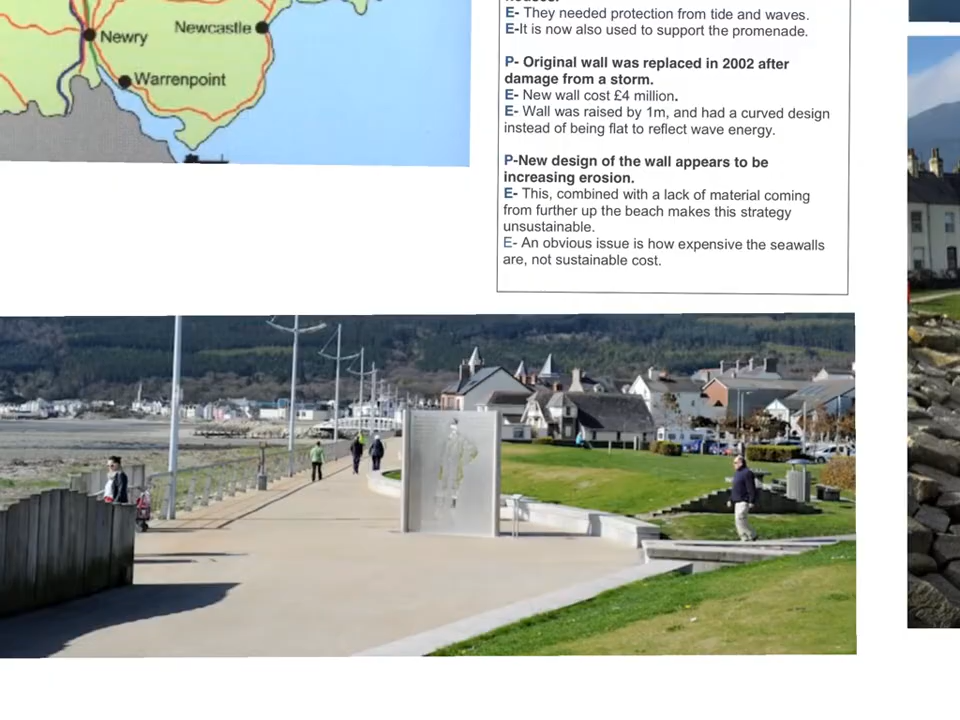 Newcastle
Newry
Warrenpoint
E- They needed protection from tide and waves.
E-It is now also used to support the promenade.
P- Original wall was replaced in 2002 after
damage from a storm.
E- New wall cost £4 million.
E- Wall was raised by 1m, and had a curved design
instead of being flat to reflect wave energy.
P-New design of the wall appears to be
increasing erosion.
E- This, combined with a lack of material coming
from further up the beach makes this strategy
unsustainable.
E- An obvious issue is how expensive the seawalls
are, not sustainable cost.